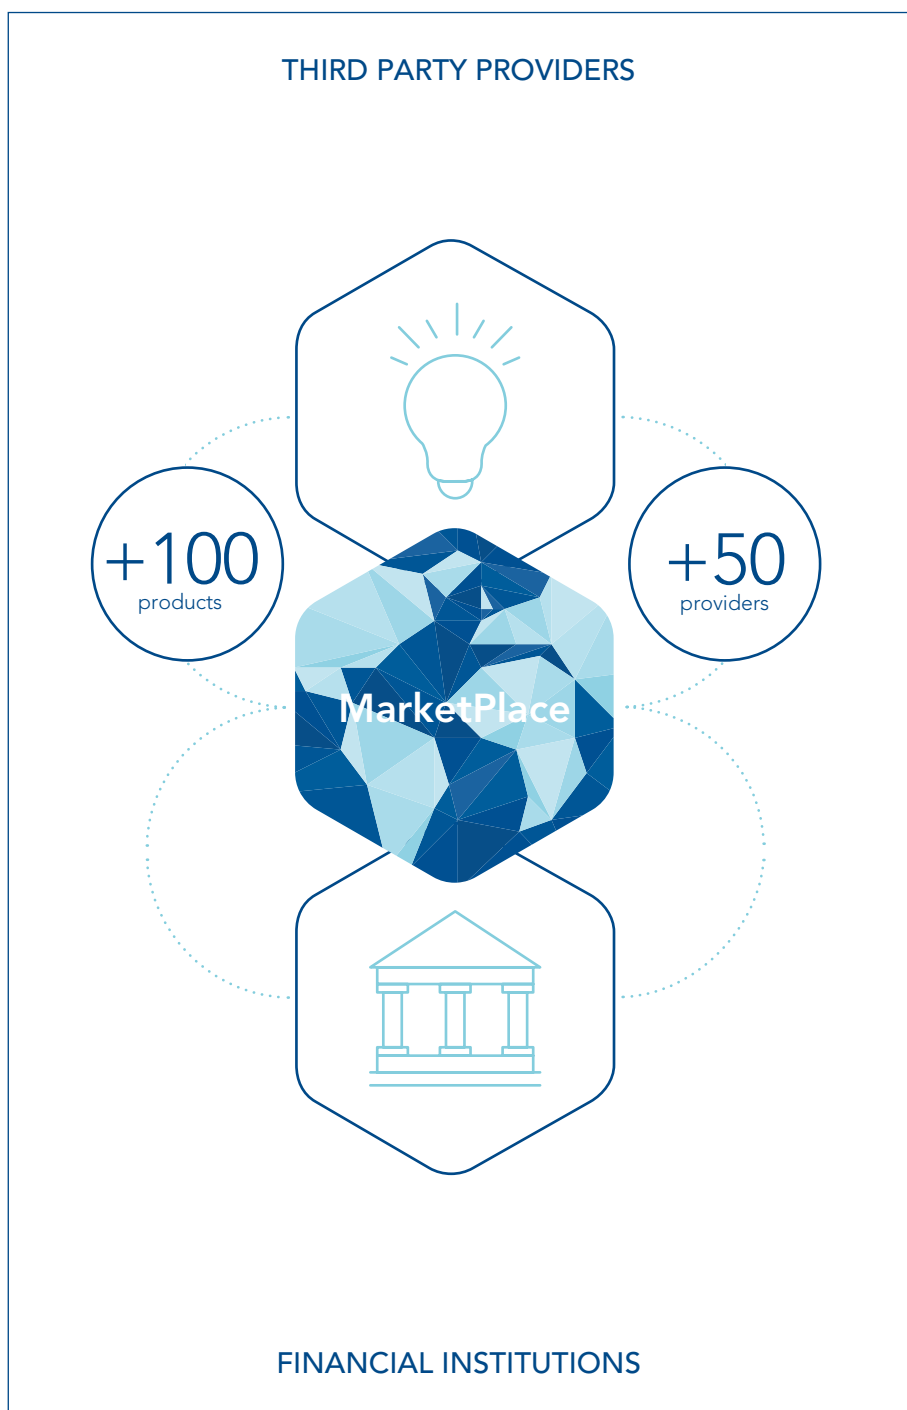 THIRD PARTY PROVIDERS
+100
products
+50
providers
MarketPlace
FINANCIAL INSTITUTIONS